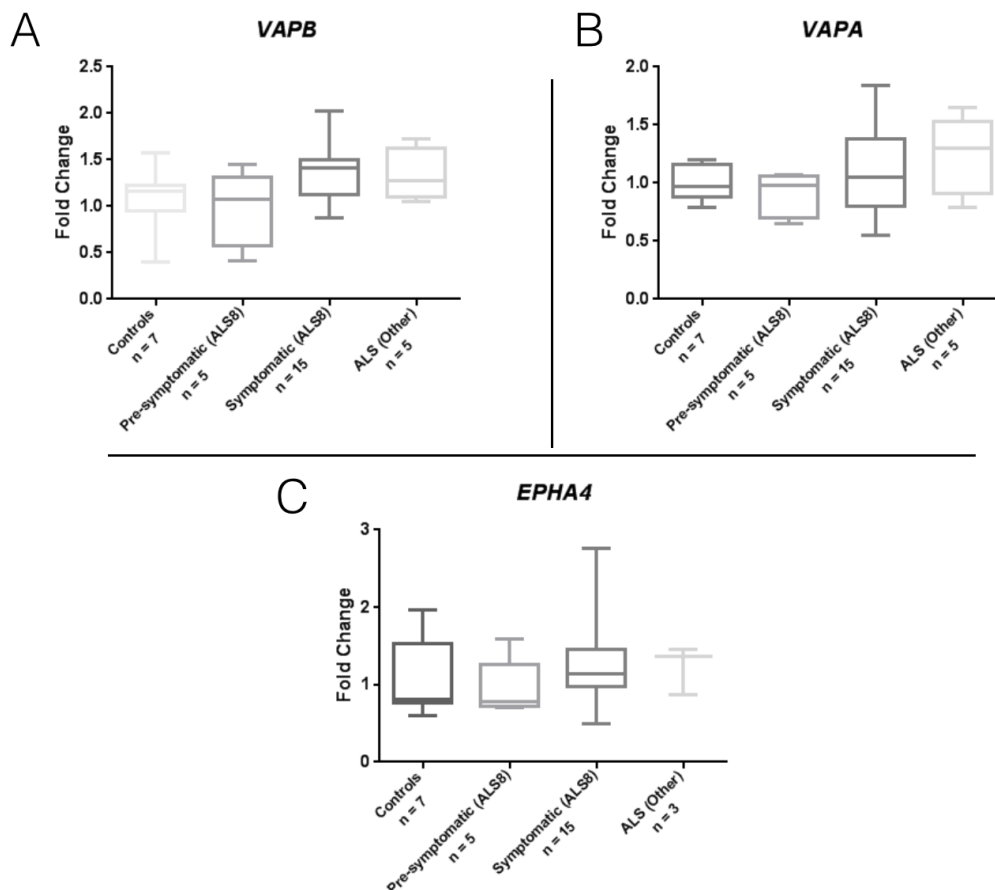 A
VAPB
Fold Change
2.5
2.0
1.5
1.0
0.5
0.0
Controls
n = 7
Pre-symptomatic (ALS8)
n = 5
Symptomatic (ALS8)
n = 15
ALS (Other)
n = 5
B
VAPA
Fold Change
2.0
1.5
1.0
0.5
0.0
Controls
n = 7
Pre-symptomatic (ALS8)
n = 5
Symptomatic (ALS8)
n = 15
ALS (Other)
n = 5
C
EPHA4
Fold Change
3
2
1
0
Controls
n = 7
Pre-symptomatic (ALS8)
n = 5
Symptomatic (ALS8)
n = 15
ALS (Other)
n = 3